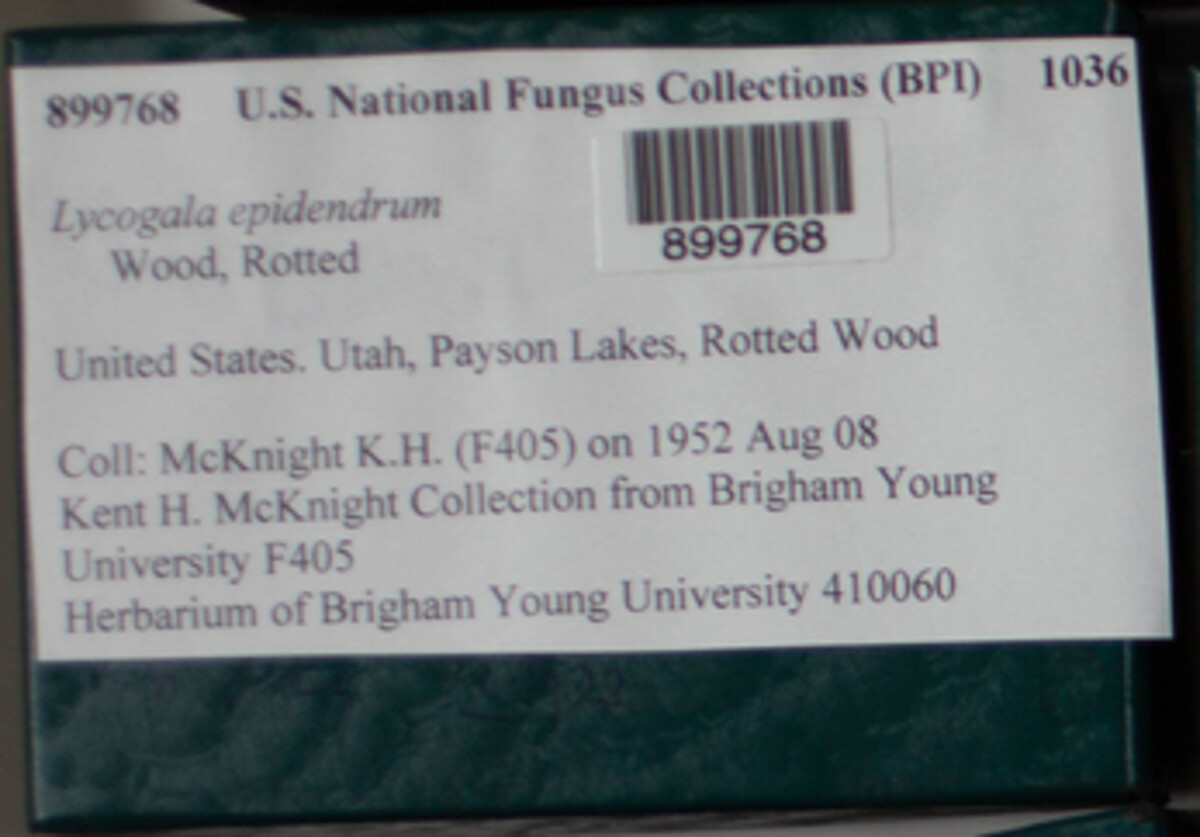 899768 U.S. National Fungus Collections (BPI) 1036
899768
Lycogala epidendrum
Wood, Rotted
United States. Utah, Payson Lakes, Rotted Wood
Coll: McKnight K.H. (F405) on 1952 Aug 08
Kent H. McKnight Collection from Brigham Young
University F405
Herbarium of Brigham Young University 410060